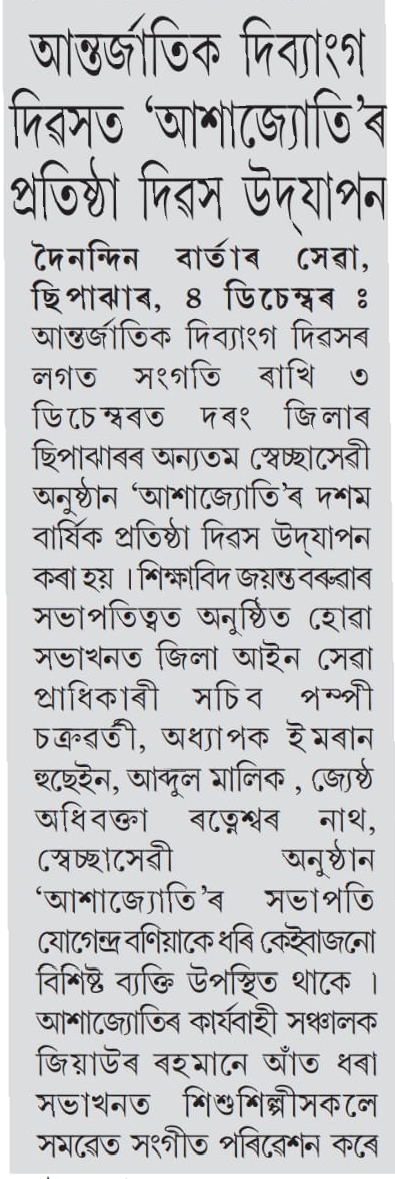 আন্তৰ্জাতিক দিব্যাংগ
দিৱসত ‘আশাজ্যোতি’ৰ
প্ৰতিষ্ঠা দিৱস উদ্‌যাপন
দৈনন্দিন বাৰ্তাৰ সেৱা,
ছিপাঝাৰ, ৪ ডিচেম্বৰ ঃ
আন্তৰ্জাতিক দিব্যাংগ দিৱসৰ
লগত সংগতি ৰাখি ৩
ডিচেম্বৰত দৰং জিলাৰ
ছিপাঝাৰৰ অন্যতম স্বেচ্ছাসেৱী
অনুষ্ঠান ‘আশাজ্যোতি’ৰ দশম
বাৰ্ষিক প্ৰতিষ্ঠা দিৱস উদ্‌যাপন
কৰা হয় । শিক্ষাবিদ জয়ন্ত বৰুৱাৰ
সভাপতিত্বত অনুষ্ঠিত হোৱা
সভাখনত জিলা আইন সেৱা
প্ৰাধিকাৰী সচিব পম্পী
চক্ৰৱৰ্তী, অধ্যাপক ইমৰান
হুছেইন, আব্দুল মালিক , জ্যেষ্ঠ
অধিবক্তা ৰত্নেশ্বৰ নাথ,
স্বেচ্ছাসেৱী অনুষ্ঠান
‘আশাজ্যোতি’ৰ সভাপতি
যোগেন্দ্ৰ বণিয়াকে ধৰি কেইবাজনো
বিশিষ্ট ব্যক্তি উপস্থিত থাকে ।
আশাজ্যোতিৰ কাৰ্যবাহী সঞ্চালক
জিয়াউৰ ৰহমানে আঁত ধৰা
সভাখনত শিশুশিল্পীসকলে
সমৱেত সংগীত পৰিৱেশন কৰে